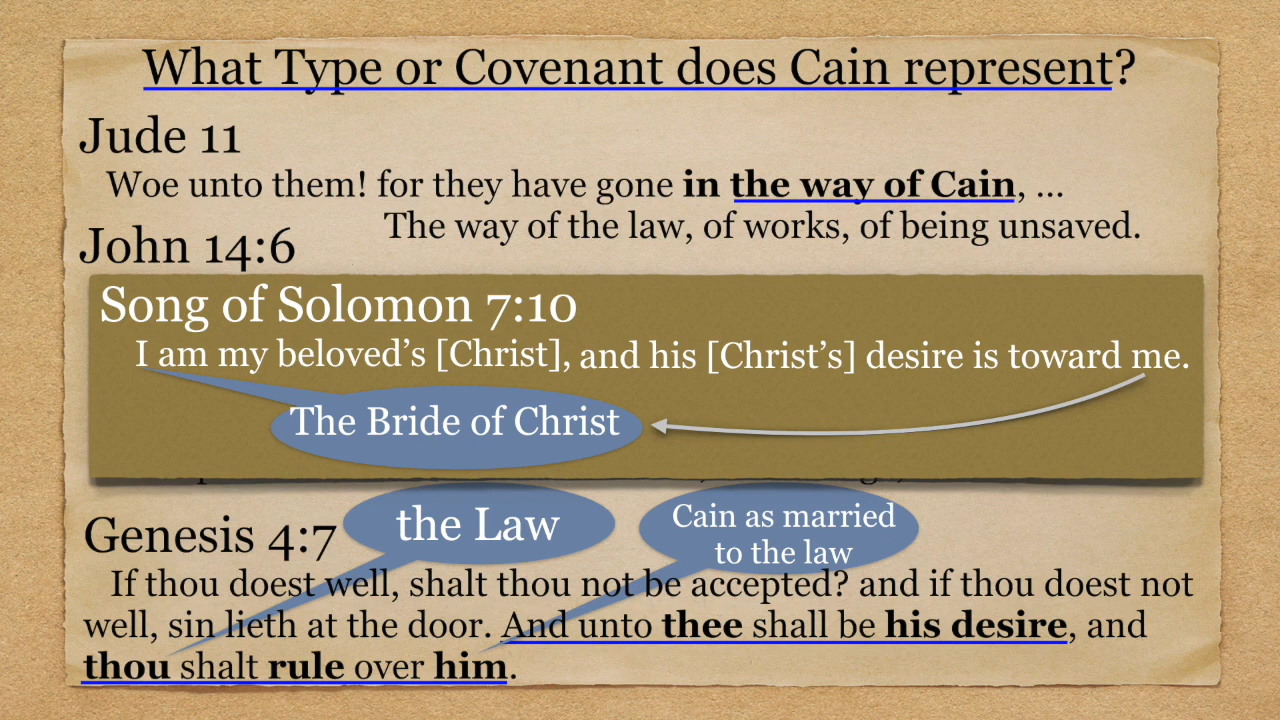 What Type or Covenant does Cain represent?
Jude 11
Woe unto them! for they have gone in the way of Cain, ...
The way of the law, of works, of being unsaved.
John 14:6
Song of Solomon 7:10
I am my beloved’s [Christ], and his [Christ’s] desire is toward me.
The Bride of Christ
Genesis 4:7
the Law
Cain as married
to the law
If thou doest well, shalt thou not be accepted? and if thou doest not
well, sin lieth at the door. And unto thee shall be his desire, and
thou shalt rule over him.